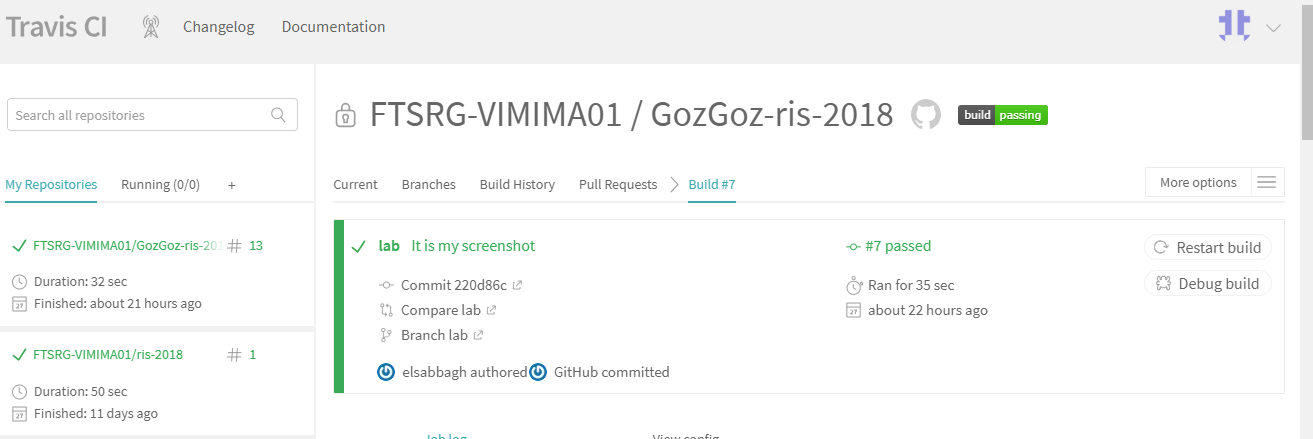 Travis CI Changelog Documentation
Search all repositories
FTSRG-VIMIMA01 / GozGoz-ris-2018 build passing
My Repositories Running (0/0) +
Current Branches Build History Pull Requests Build #7 More options
FTSRG-VIMIMA01/GozGoz-ris-201 # 13
Duration: 32 sec
27 Finished: about 21 hours ago
FTSRG-VIMIMA01/ris-2018 # 1
Duration: 50 sec
27 Finished: 11 days ago
lab It is my screenshot
Commit 220d86c
Compare lab
Branch lab
elsabbagh authored GitHub committed
#7 passed
Ran for 35 sec
27 about 22 hours ago
Restart build
Debug build
Job log View config